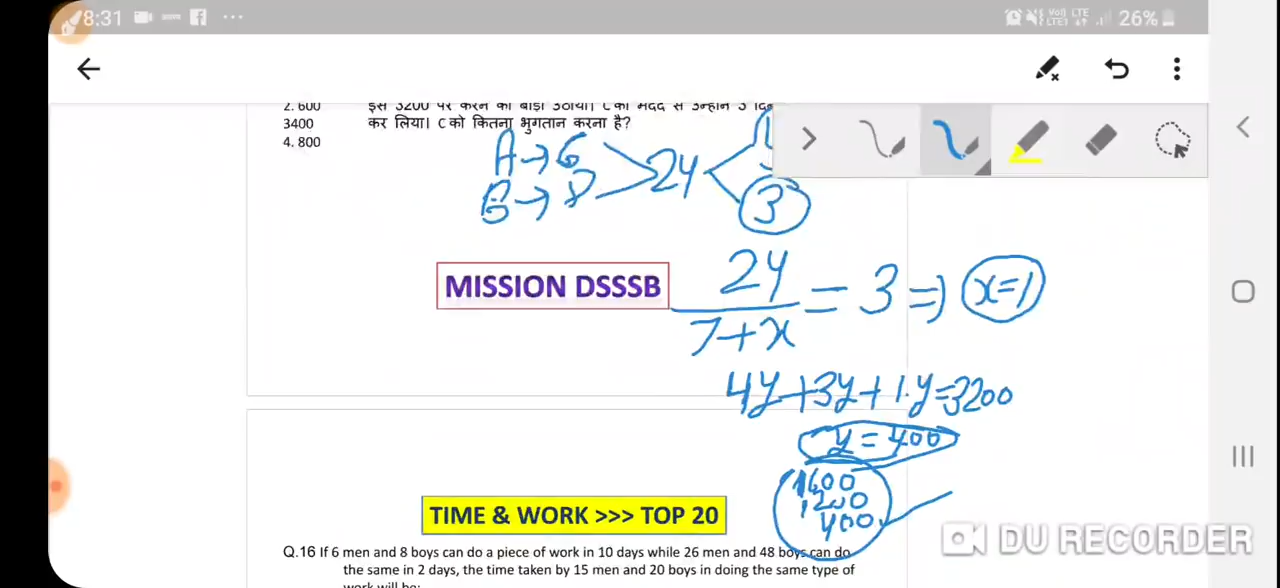 8:31 26%
2. 600 इस 3200 पर करने का बीड़ा उठाया। C की मदद से उन्होंने 3 दि
3400 कर लिया। C को कितना भुगतान करना है?
4. 800
A→6
B→8 >24<
3
MISSION DSSSB
24
7+x = 3 ⇒ x=1
4y+3y+1.y=3200
y=400
1600
1200
400
TIME & WORK >>> TOP 20
DU RECORDER
Q.16 If 6 men and 8 boys can do a piece of work in 10 days while 26 men and 48 boys can do
the same in 2 days, the time taken by 15 men and 20 boys in doing the same type of
work will be: